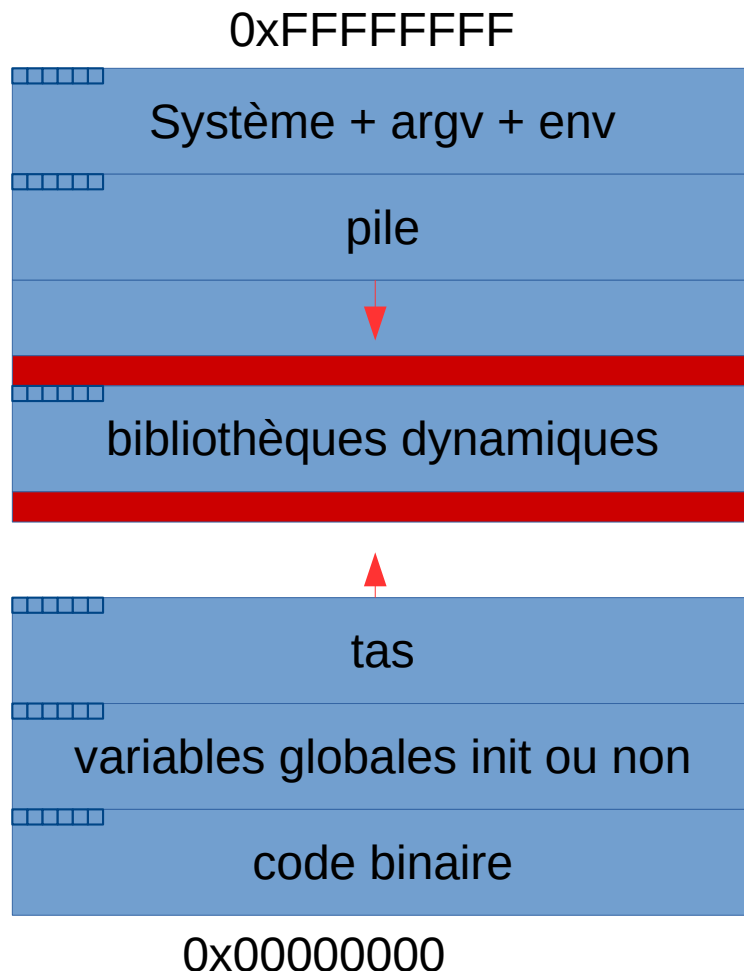 0xFFFFFFFF
Système + argv + env
pile
bibliothèques dynamiques
tas
variables globales init ou non
code binaire
0x00000000